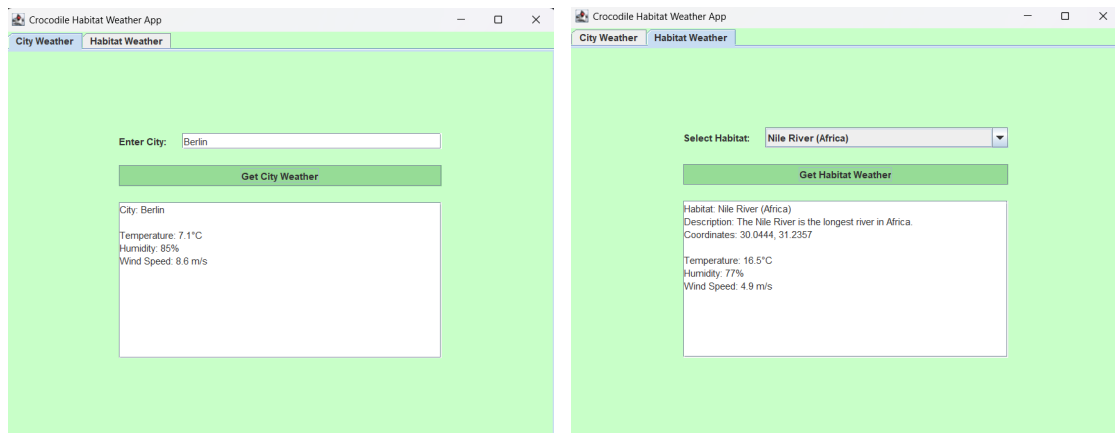 Crocodile Habitat Weather App
City Weather Habitat Weather
Enter City: Berlin
Get City Weather
City: Berlin
Temperature: 7.1°C
Humidity: 85%
Wind Speed: 8.6 m/s
Crocodile Habitat Weather App
City Weather Habitat Weather
Select Habitat: Nile River (Africa)
Get Habitat Weather
Habitat: Nile River (Africa)
Description: The Nile River is the longest river in Africa.
Coordinates: 30.0444, 31.2357
Temperature: 16.5°C
Humidity: 77%
Wind Speed: 4.9 m/s